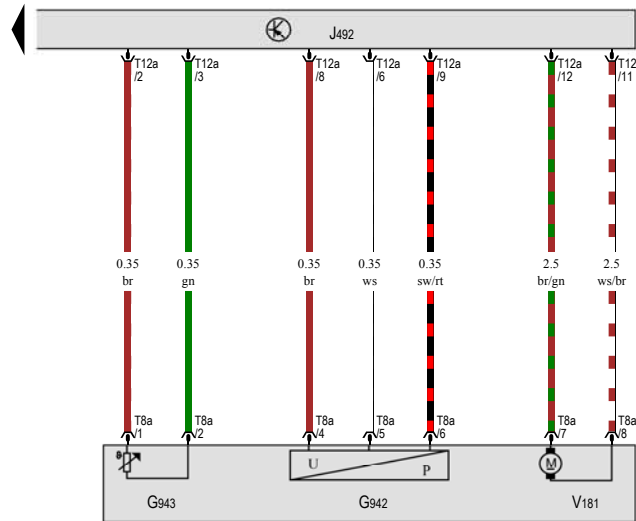 J492
T12a T12a T12a T12a T12a T12a T12
/2 /3 /8 /6 /9 /12 /11
0.35 0.35 0.35 0.35 0.35 2.5 2.5
br gn br ws sw/rt br/gn ws/br
T8a T8a T8a T8a T8a T8a T8a
/1 /2 /4 /5 /6 /7 /8
ϑ U P M
G943 G942 V181